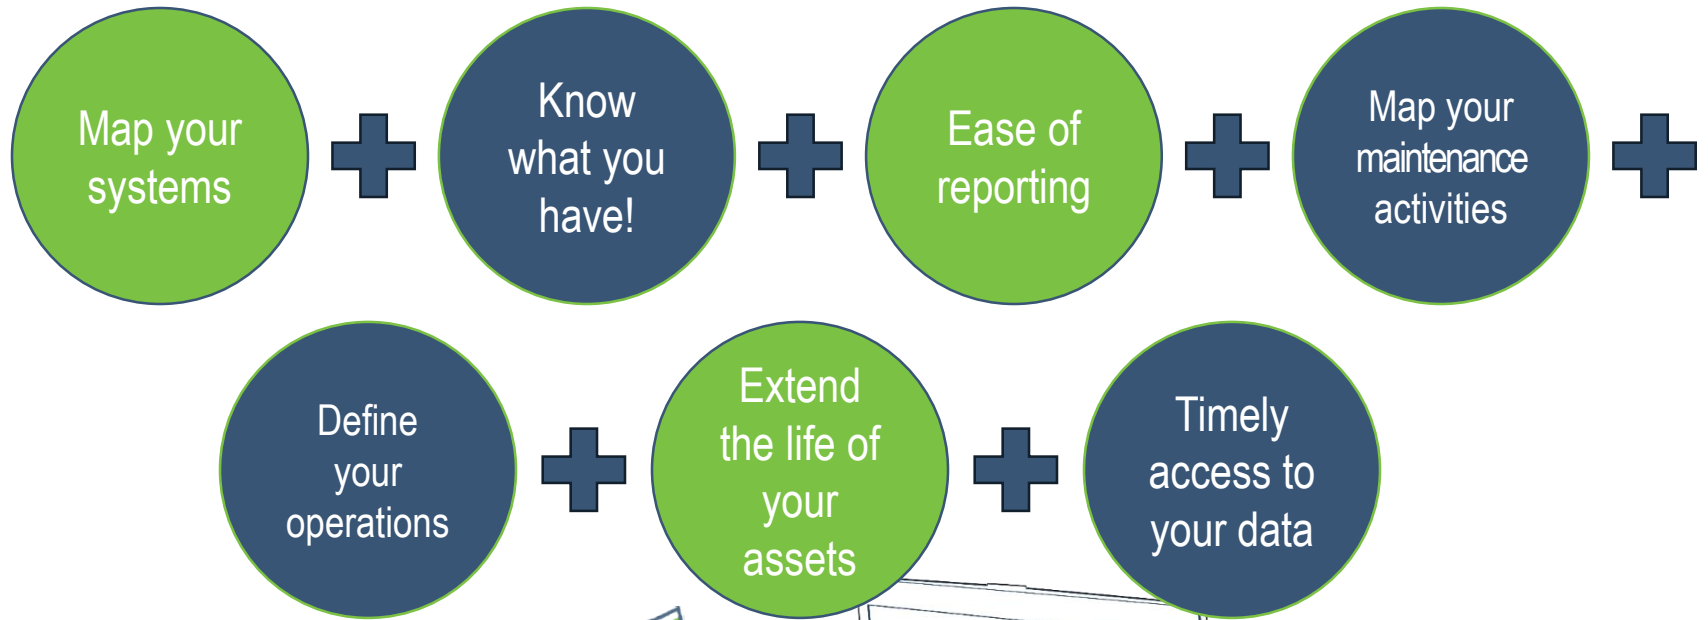 Map your
systems
Know
what you
have!
Ease of
reporting
Map your
maintenance
activities
Define
your
operations
Extend
the life of
your
assets
Timely
access to
your data